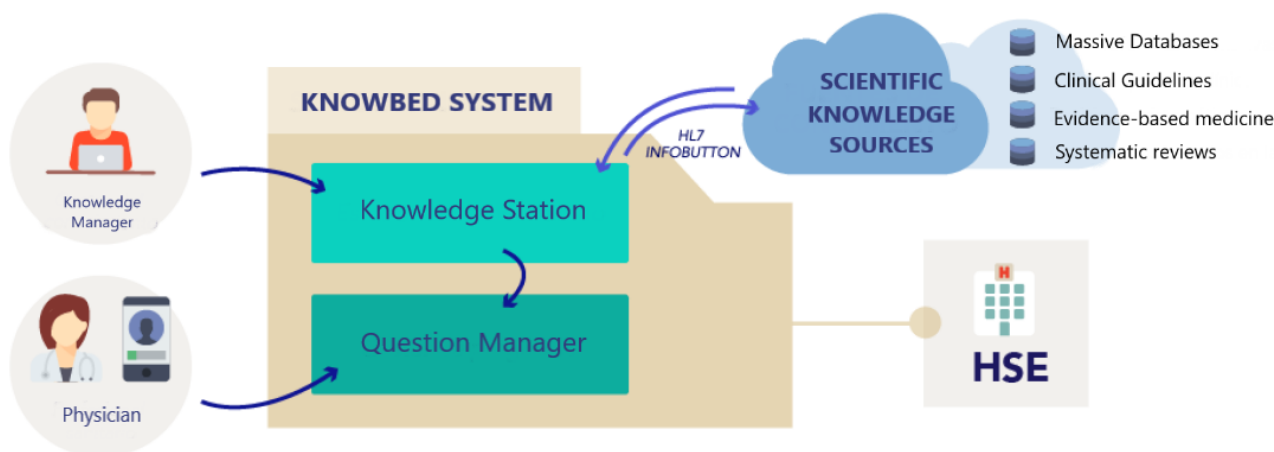 Knowledge
Manager
Physician
KNOWBED SYSTEM
Knowledge Station
Question Manager
HL7
INFOBUTTON
SCIENTIFIC
KNOWLEDGE
SOURCES
Massive Databases
Clinical Guidelines
Evidence-based medicine
Systematic reviews
H
HSE